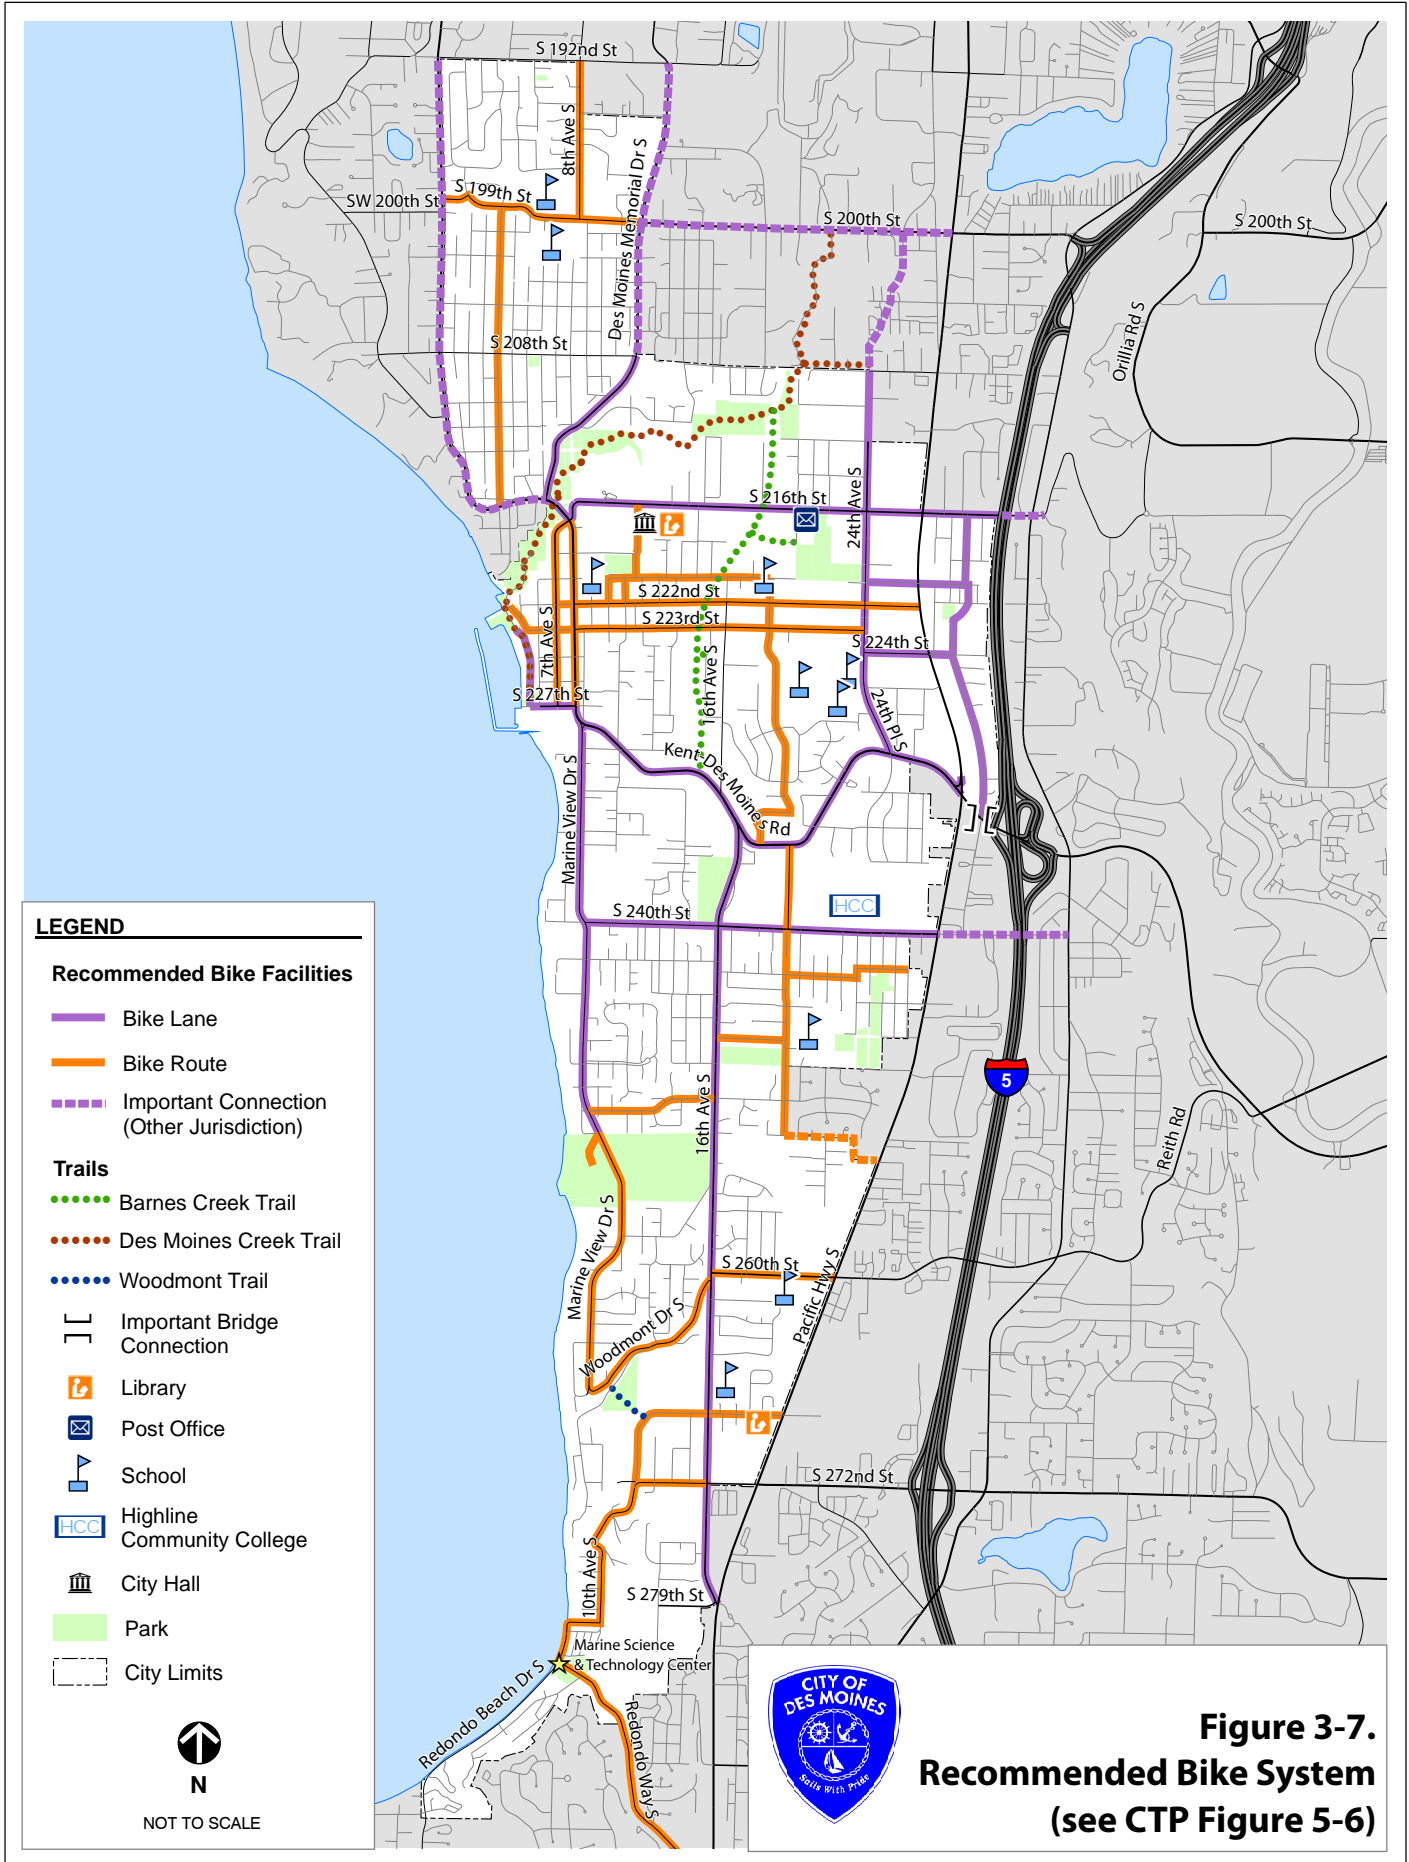 S 192nd St
8th Ave S
Des Moines Memorial Dr S
S 199th St
SW 200th St
S 200th St
S 200th St
Orillia Rd S
S 208th St
S 216th St
24th Ave S
S 222nd St
S 223rd St
7th Ave S
16th Ave S
S 224th St
S 227th St
24th Pl S
Kent-Des Moines Rd
Marine View Dr S
HCC
S 240th St
5
16th Ave S
Reith Rd
Marine View Dr S
S 260th St
Pacific Hwy S
Woodmont Dr S
S 272nd St
10th Ave S
S 279th St
Marine Science
& Technology Center
Redondo Beach Dr S
Redondo Way S
LEGEND
Recommended Bike Facilities
Bike Lane
Bike Route
Important Connection
(Other Jurisdiction)
Trails
Barnes Creek Trail
Des Moines Creek Trail
Woodmont Trail
Important Bridge
Connection
Library
Post Office
School
HCC
Highline
Community College
City Hall
Park
City Limits
N
NOT TO SCALE
CITY OF
DES MOINES
Sails With Pride
Figure 3-7.
Recommended Bike System
(see CTP Figure 5-6)